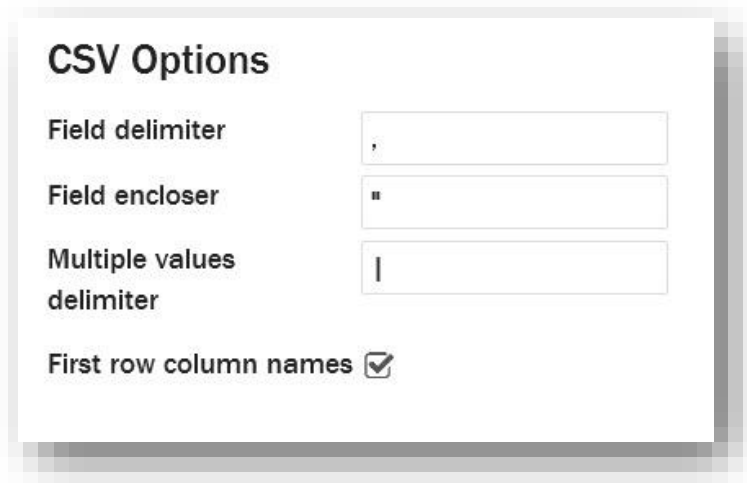 CSV Options
Field delimiter
,
Field encloser
"
Multiple values
delimiter
|
First row column names